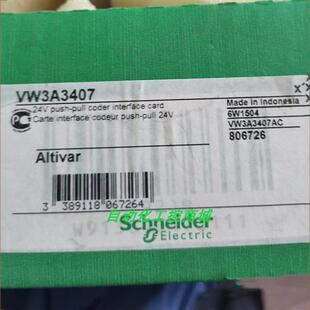 VW3A3407
24V push-pull coder interface card
Carte interface codeur push-pull 24V
Made in Indonesia
6W1504
VW3A3407AC
806726
Altivar
3 389118 067264
Schneider
Electric